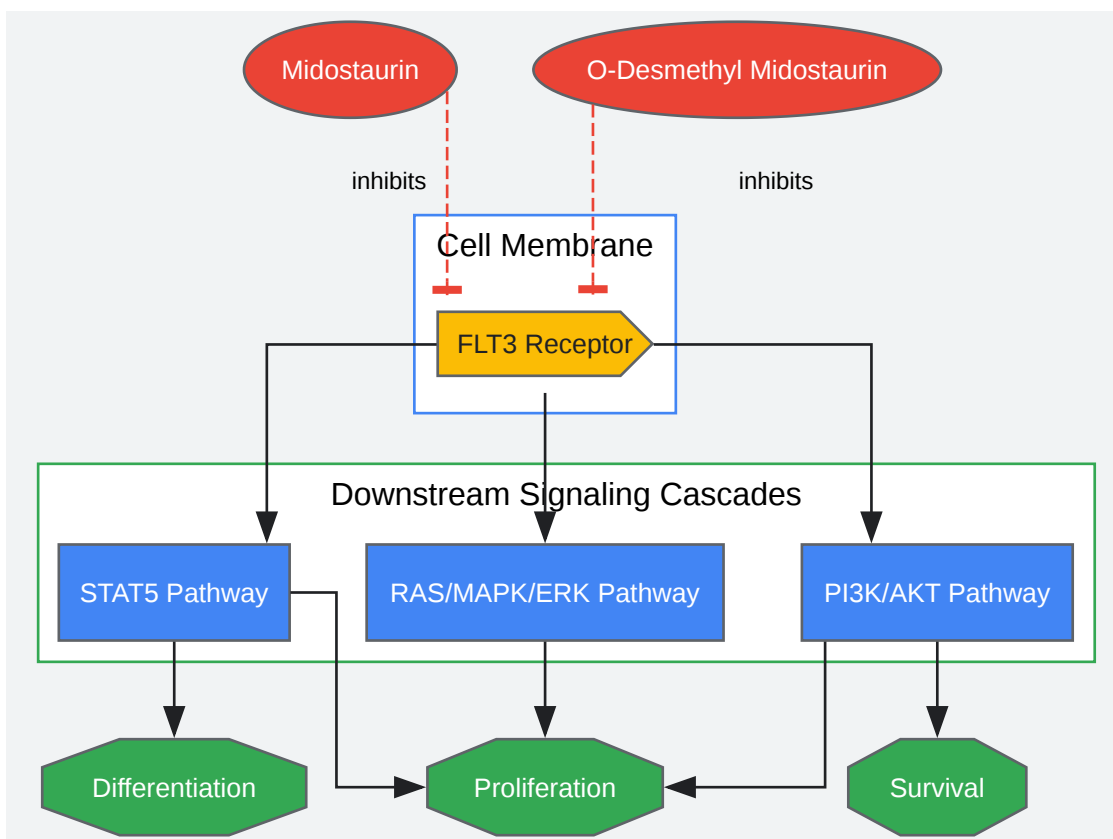 Midostaurin
O-Desmethyl Midostaurin
inhibits
inhibits
Cell Membrane
FLT3 Receptor
Downstream Signaling Cascades
STAT5 Pathway
RAS/MAPK/ERK Pathway
PI3K/AKT Pathway
Differentiation
Proliferation
Survival